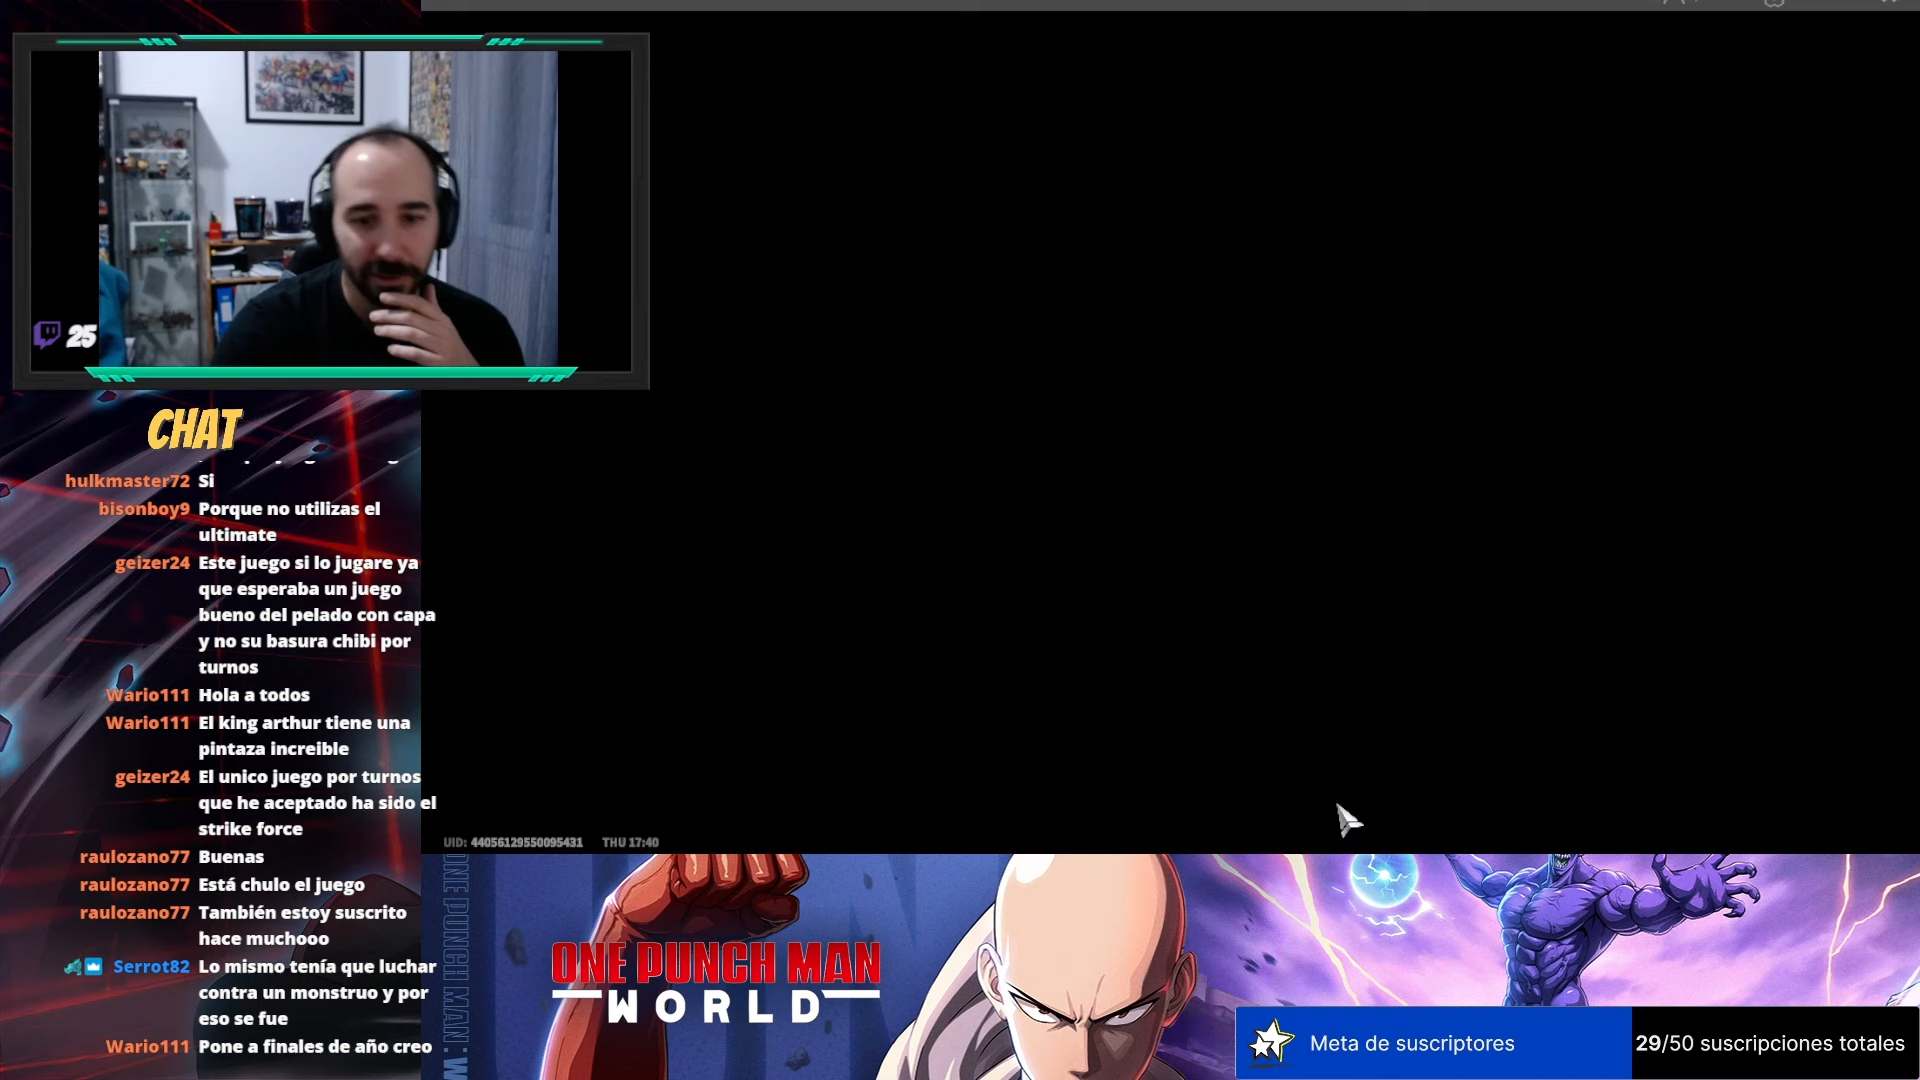 25
CHAT
hulkmaster72 Si
bisonboy9 Porque no utilizas el
ultimate
geizer24 Este juego si lo jugare ya
que esperaba un juego
bueno del pelado con capa
y no su basura chibi por
turnos
Wario111 Hola a todos
Wario111 El king arthur tiene una
pintaza increible
geizer24 El unico juego por turnos
que he aceptado ha sido el
strike force
raulozano77 Buenas
raulozano77 Está chulo el juego
raulozano77 También estoy suscrito
hace muchooo
Serrot82 Lo mismo tenía que luchar
contra un monstruo y por
eso se fue
Wario111 Pone a finales de año creo
UID: 44056129550095431 THU 17:40
ONE PUNCH MAN : W
ONE PUNCH MAN
WORLD
Meta de suscriptores
29/50 suscripciones totales